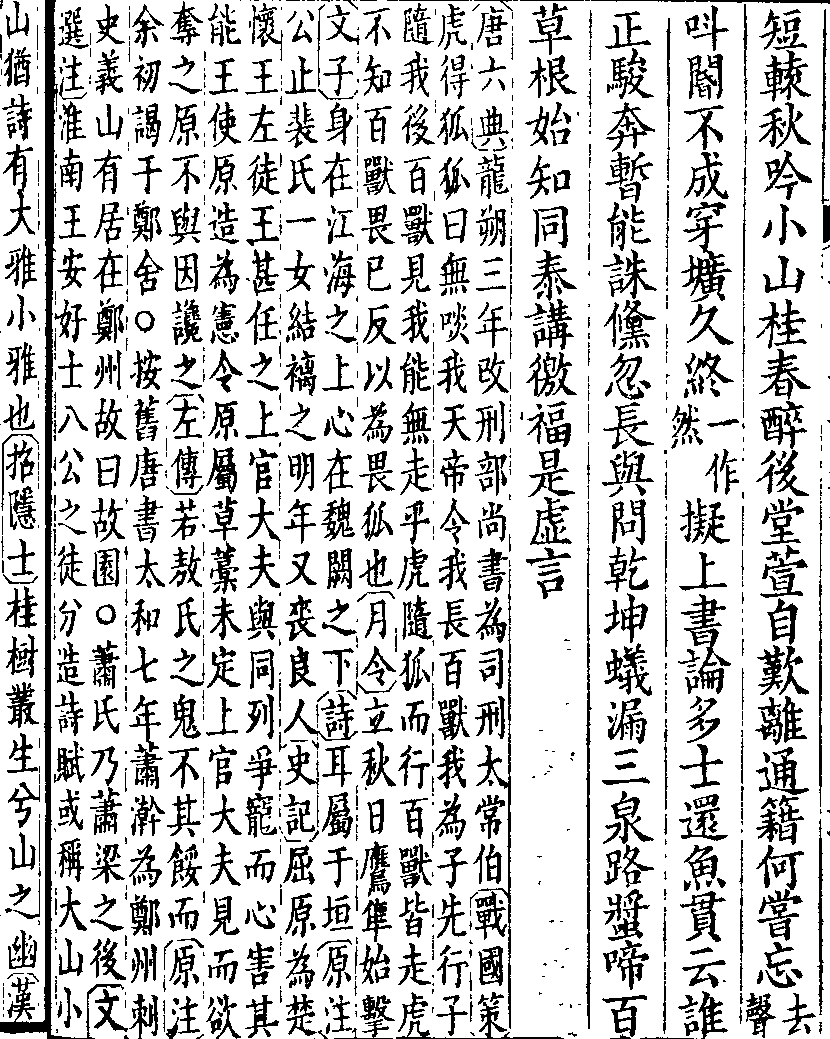 短轅秋吟小山桂春醉後堂萱自歎離通籍何嘗忘去聲
叫閽不成穿壙久終一作然擬上書論多士還魚貫云誰
正駿奔暫能誅儵忽長與問乾坤蟻漏三泉路螿啼百
草根始知同泰講徼福是虛言
唐六典龍朔三年改刑部尚書為司刑太常伯戰國策
虎得狐狐曰無啖我天帝令我長百獸我為子先行子
隨我後百獸見我能無走乎虎隨狐而行百獸皆走虎
不知百獸畏已反以為畏狐也月令立秋日鷹隼始擊
文子身在江海之上心在魏闕之下詩耳屬于垣原注
公止裴氏一女結褵之明年又喪良人史記屈原為楚
懷王左徒王甚任之上官大夫與同列爭寵而心害其
能王使原造為憲令原屬草藁未定上官大夫見而欲
奪之原不與因讒之左傳若敖氏之鬼不其餒而原注
余初謁于鄭舍○按舊唐書太和七年蕭澣為鄭州刺
史義山有居在鄭州故曰故園○蕭氏乃蕭梁之後文
選注淮南王安好士八公之徒分造詩賦或稱大山小
山猶詩有大雅小雅也招隱士桂樹叢生兮山之幽漢